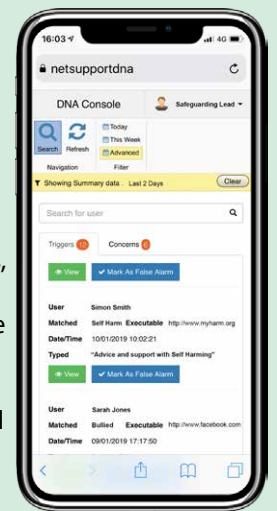 16:03 4G
netsupportdna
DNA Console Safeguarding Lead
Search Refresh Today
This Week
Advanced
Navigation Filter
Showing Summary data . Last 2 Days Clear
Search for user
Triggers Concerns
View Mark As False Alarm
User Simon Smith
Matched Self Harm Executable http://www.myharm.org
Date/Time 10/01/2019 10:02:21
Typed "Advice and support with Self Harming"
View Mark As False Alarm
User Sarah Jones
Matched Bullied Executable http://www.facebook.com
Date/Time 09/01/2019 17:17:50